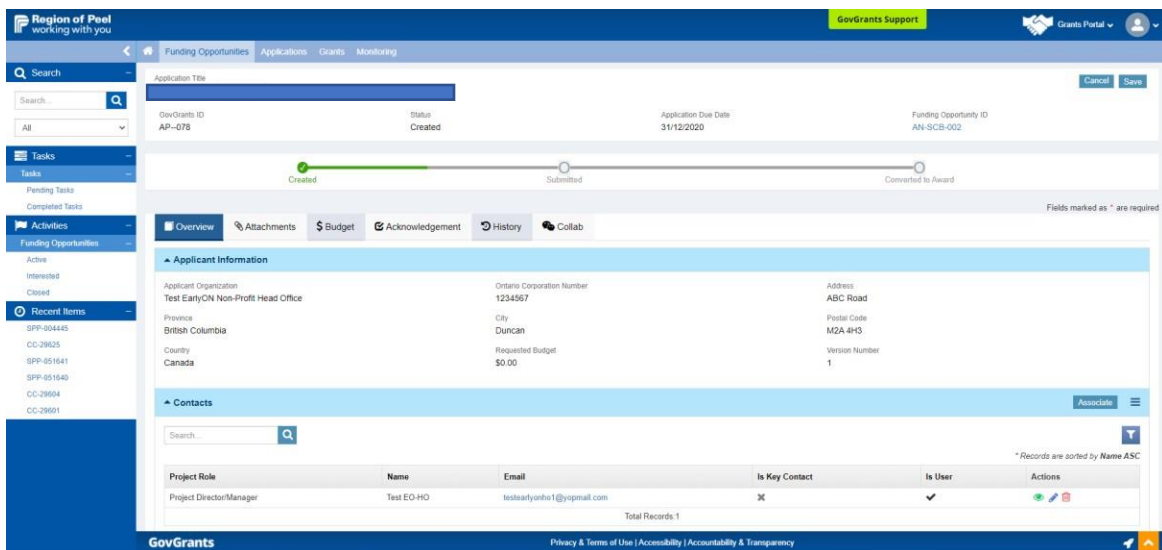 Region of Peel
working with you
GovGrants Support
Grants Portal
Funding Opportunities Applications Grants Monitoring
Search
Search...
All
Tasks
Tasks
Pending Tasks
Completed Tasks
Activities
Funding Opportunities
Active
Interested
Closed
Recent Items
SPP-004445
CC-29625
SPP-051641
SPP-051640
CC-29604
CC-29601
Application Title
Cancel Save
GovGrants ID Status Application Due Date Funding Opportunity ID
AP--078 Created 31/12/2020 AN-SCB-002
Created Submitted Converted to Award
Fields marked as * are required
Overview Attachments $ Budget Acknowledgement History Collab
Applicant Information
Applicant Organization Ontario Corporation Number Address
Test EarlyON Non-Profit Head Office 1234567 ABC Road
Province City Postal Code
British Columbia Duncan M2A 4H3
Country Requested Budget Version Number
Canada $0.00 1
Contacts Associate
Search...
* Records are sorted by Name ASC
Project Role Name Email Is Key Contact Is User Actions
Project Director/Manager Test EO-HO testearlyonho1@yopmail.com
Total Records:1
GovGrants Privacy & Terms of Use | Accessibility | Accountability & Transparency